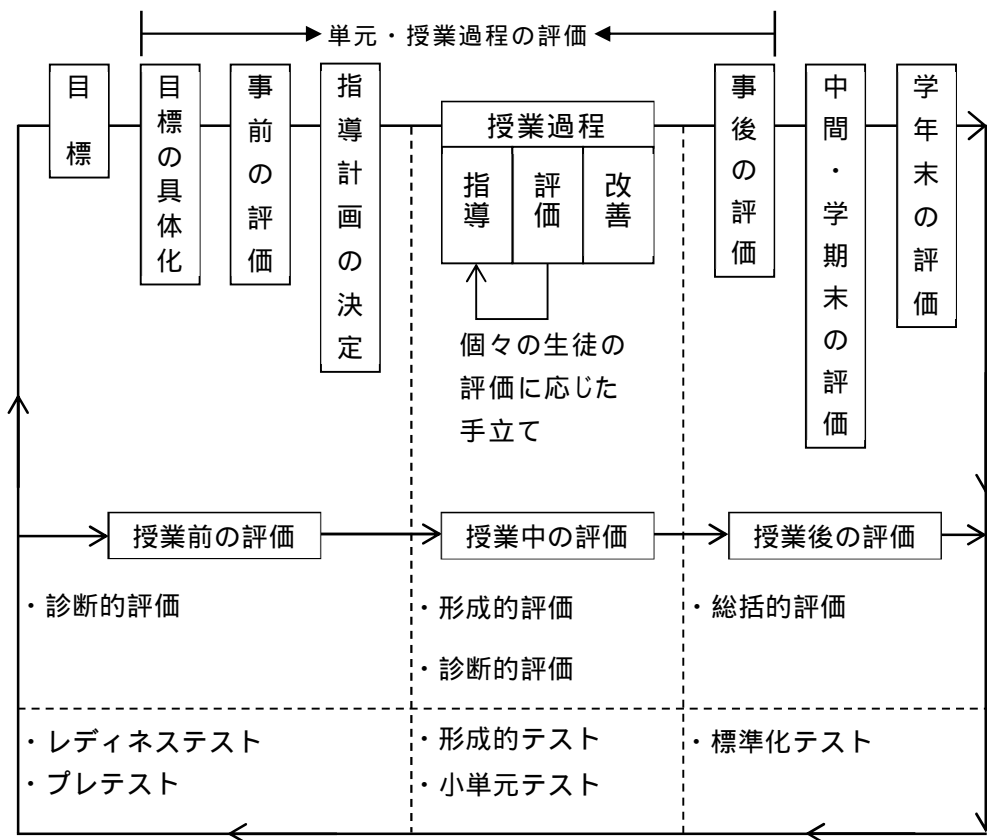 単元・授業過程の評価
目標
目標の具体化
事前の評価
指導計画の決定
授業過程
指導
評価
改善
事後の評価
中間・学期末の評価
学年末の評価
個々の生徒の
評価に応じた
手立て
授業前の評価
授業中の評価
授業後の評価
・診断的評価
・形成的評価
・診断的評価
・総括的評価
・レディネステスト
・プレテスト
・形成的テスト
・小単元テスト
・標準化テスト